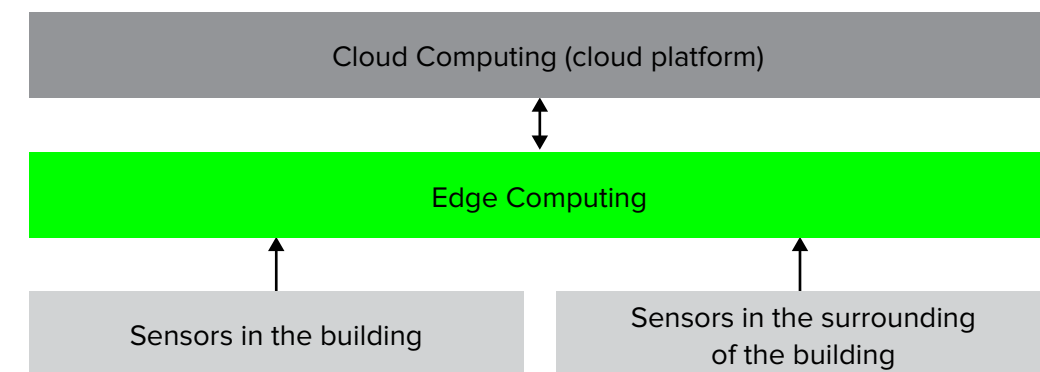 Cloud Computing (cloud platform)
Edge Computing
Sensors in the building
Sensors in the surrounding
of the building